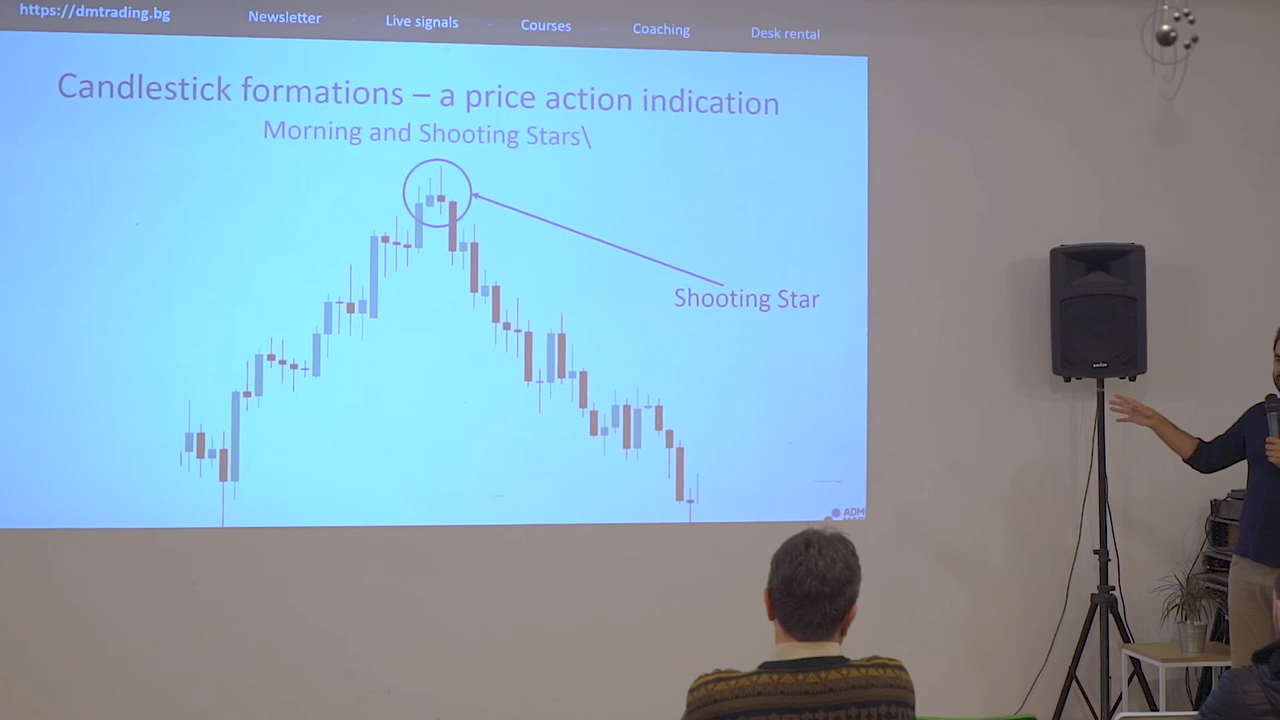 https://dmtrading.bg Newsletter Live signals Courses Coaching Desk rental
Candlestick formations – a price action indication
Morning and Shooting Stars\
Shooting Star